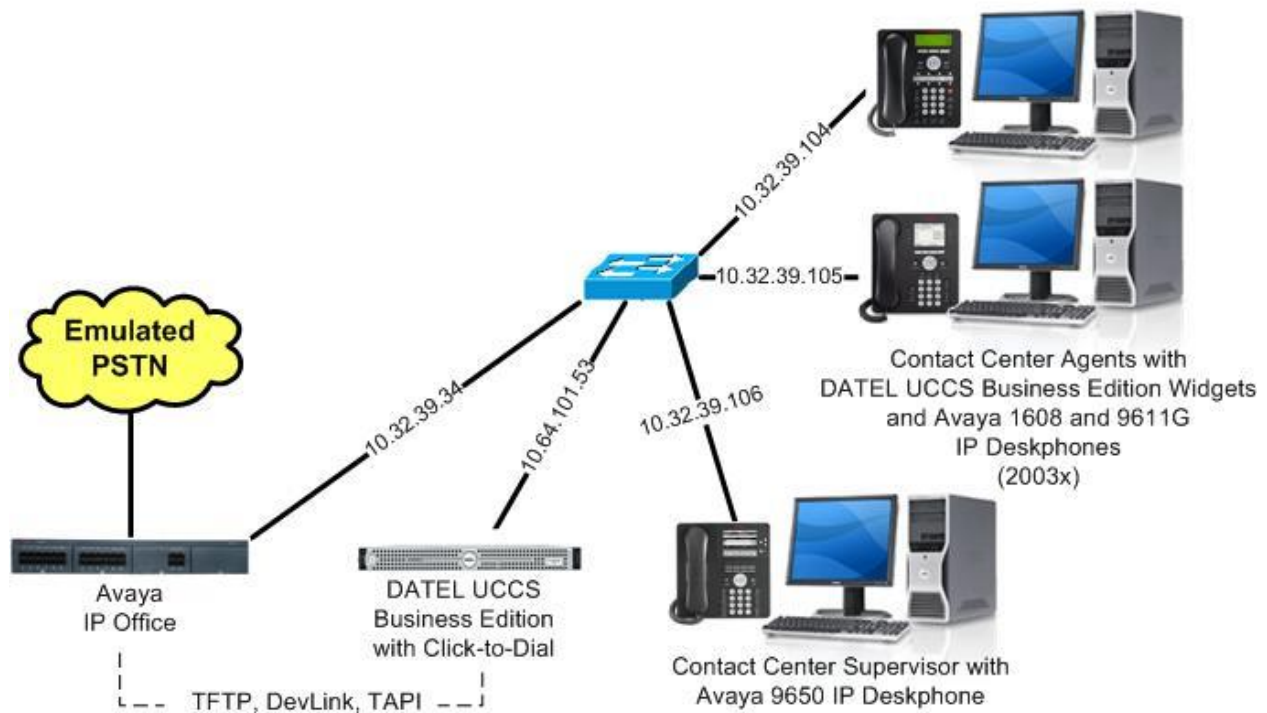 10.32.39.104
10.32.39.105
Emulated
PSTN
10.32.39.34
10.64.101.53
10.32.39.106
Contact Center Agents with
DATEL UCCS Business Edition Widgets
and Avaya 1608 and 9611G
IP Deskphones
(2003x)
Avaya
IP Office
DATEL UCCS
Business Edition
with Click-to-Dial
TFTP, DevLink, TAPI
Contact Center Supervisor with
Avaya 9650 IP Deskphone